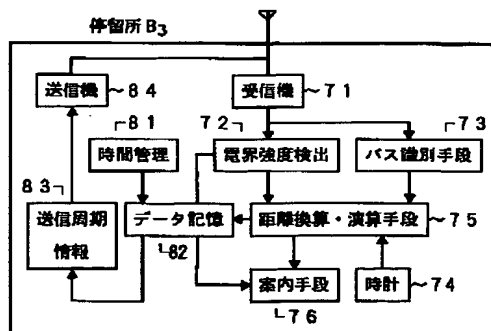 停留所B3
送信機 ~84
受信機 ~71
81
72
73
時間管理
電界強度検出
バス識別手段
83
送信周期情報
データ記憶
距離換算・演算手段 ~75
82
案内手段
時計 ~74
76